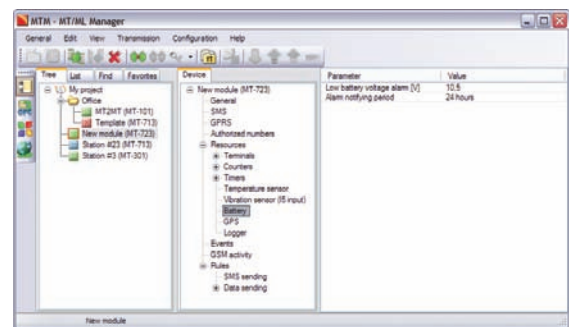 MTM - MT/ML Manager
General Edit View Transmission Configuration Help
Tree List Find Favorites
My project
Office
MT2MT (MT-101)
Template (MT-713)
New module (MT-723)
Station #23 (MT-713)
Station #3 (MT-301)
Device
New module (MT-723)
General
SMS
GPRS
Authorized numbers
Resources
Terminals
Counters
Timers
Temperature sensor
Vibration sensor (I5 input)
Battery
GPS
Logger
Events
GSM activity
Rules
SMS sending
Data sending
Parameter Value
Low battery voltage alarm [V] 10,5
Alarm notifying period 24 hours
New module